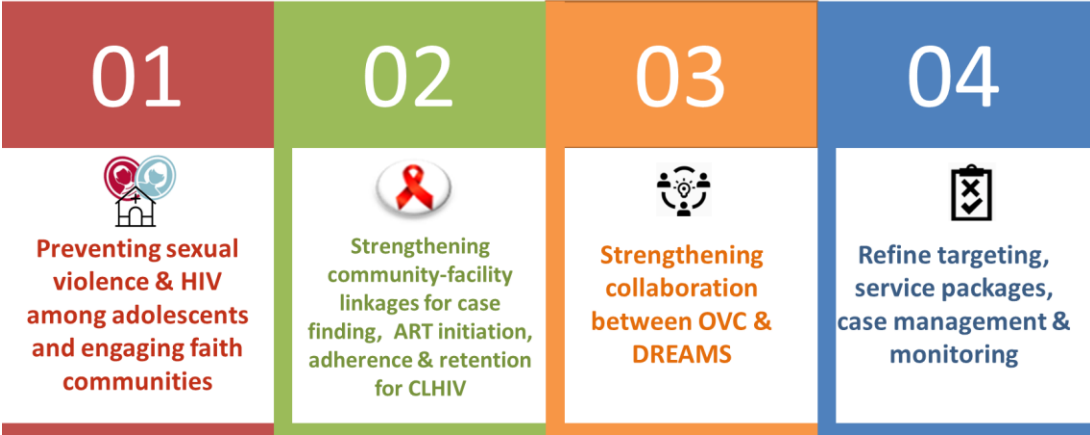 01
Preventing sexual
violence & HIV
among adolescents
and engaging faith
communities
02
Strengthening
community-facility
linkages for case
finding, ART initiation,
adherence & retention
for CLHIV
03
Strengthening
collaboration
between OVC &
DREAMS
04
Refine targeting,
service packages,
case management &
monitoring